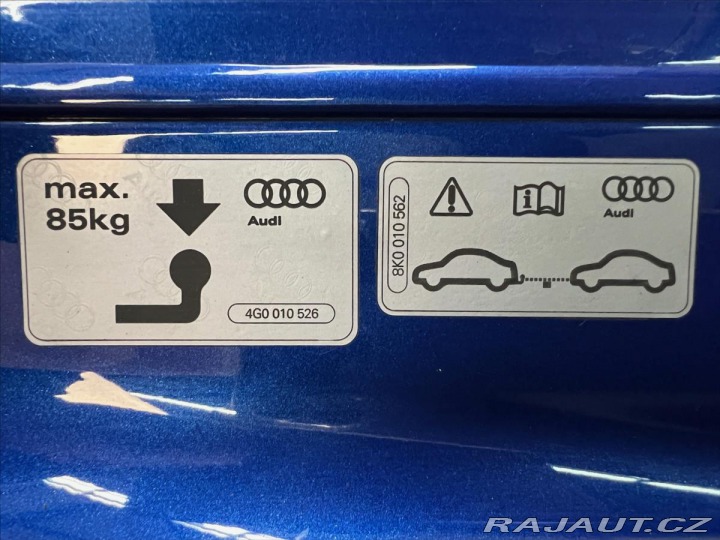 max.
85kg
Audi
4G0 010 526
8K0 010 562
i
Audi
RAJAUT.CZ